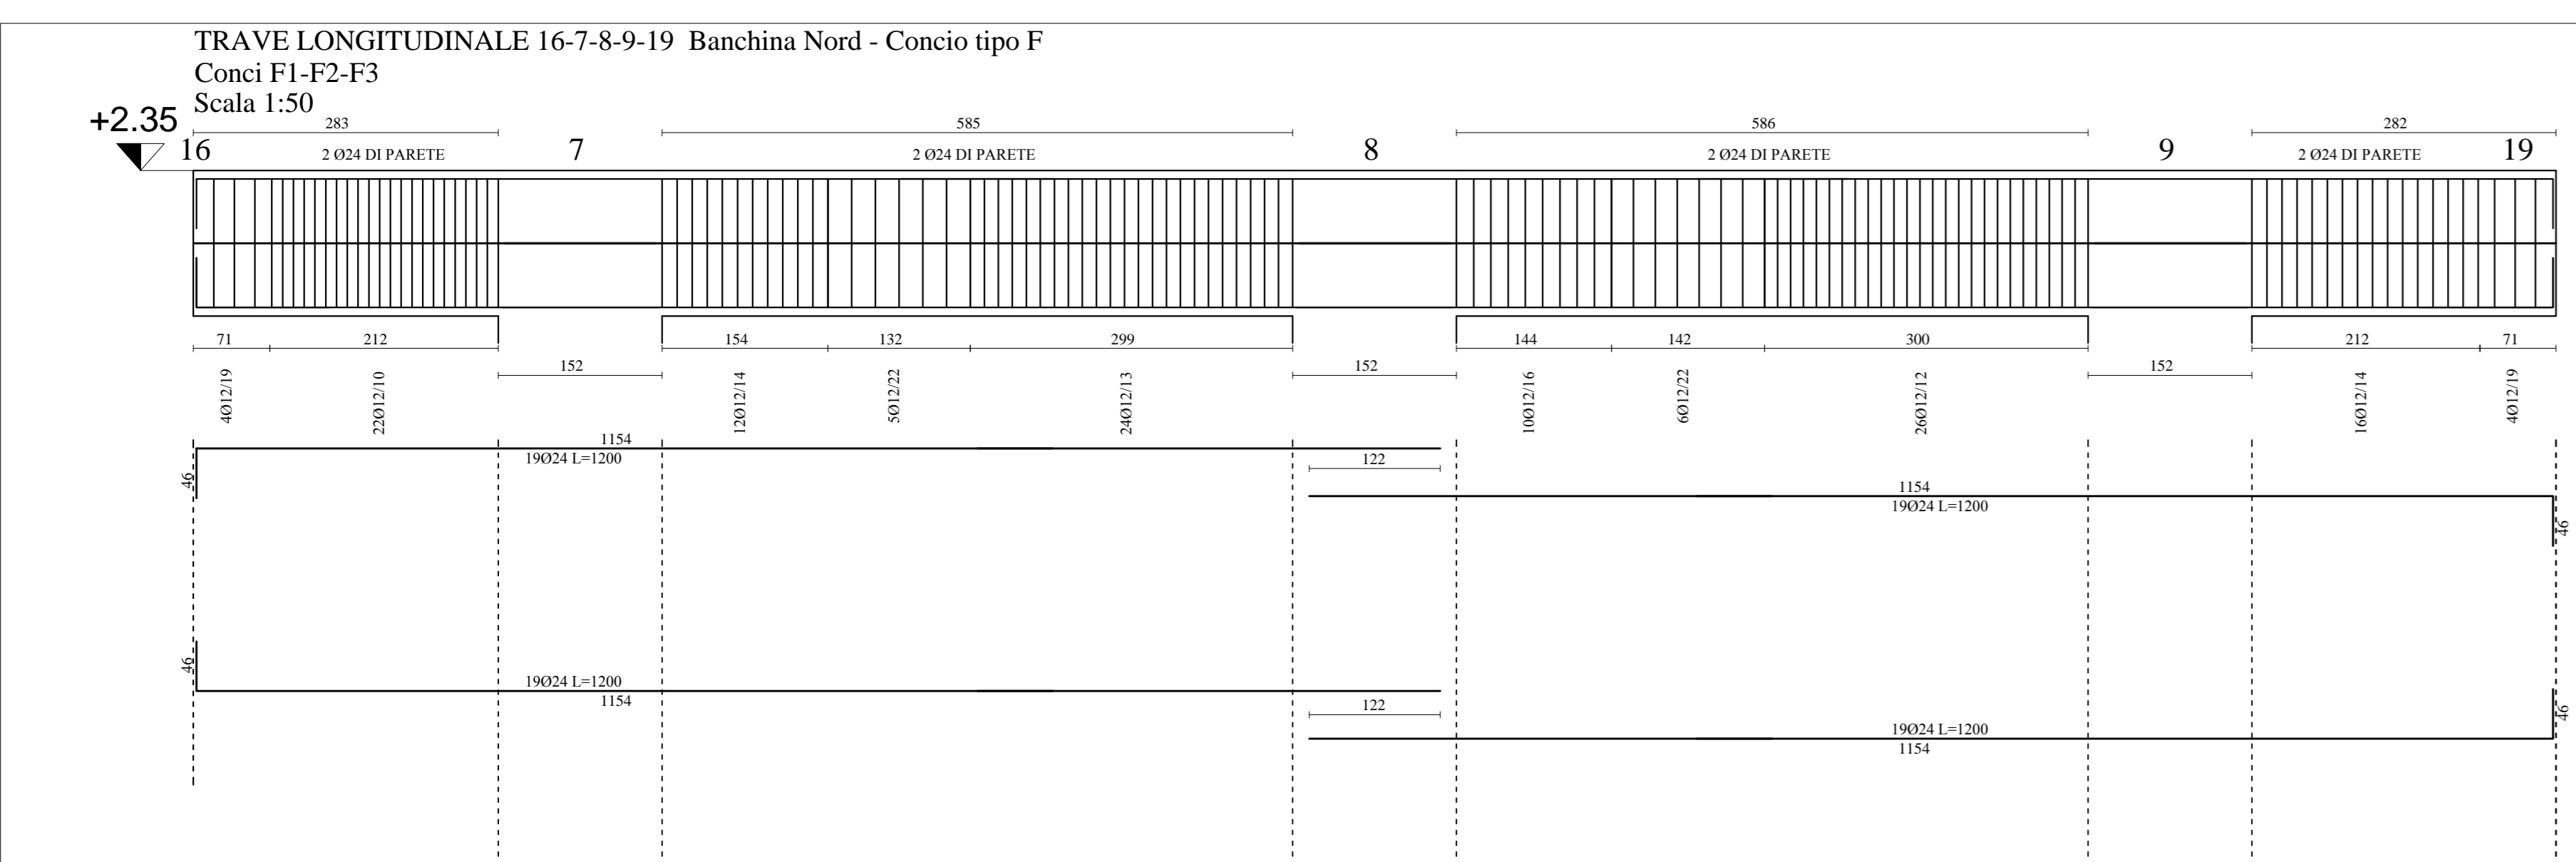 TRAVE LONGITUDINALE 16-7-8-9-19  Banchina Nord - Concio tipo F
Conci F1-F2-F3
Scala 1:50
+2.35
283
585
586
282
16
2 Ø24 DI PARETE
7
2 Ø24 DI PARETE
8
2 Ø24 DI PARETE
9
2 Ø24 DI PARETE
19
71
212
154
132
299
144
142
300
212
71
152
152
152
4Ø12/19
22Ø12/10
12Ø12/14
5Ø12/22
24Ø12/13
10Ø12/16
6Ø12/22
26Ø12/12
16Ø12/14
4Ø12/19
1154
19Ø24 L=1200
46
122
1154
19Ø24 L=1200
46
46
19Ø24 L=1200
1154
122
19Ø24 L=1200
1154
46